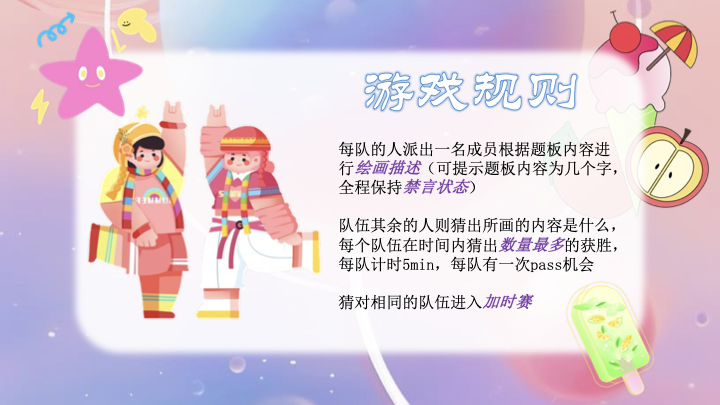 游戏规则
每队的人派出一名成员根据题板内容进
行绘画描述（可提示题板内容为几个字，
全程保持禁言状态）
队伍其余的人则猜出所画的内容是什么，
每个队伍在时间内猜出数量最多的获胜，
每队计时5min，每队有一次pass机会
猜对相同的队伍进入加时赛